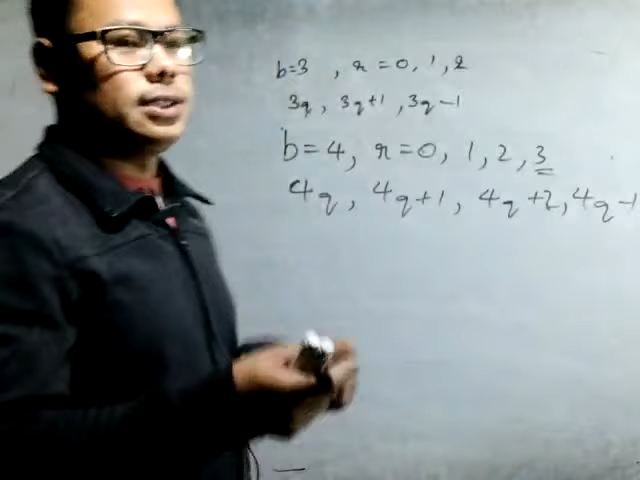 b=3, r=0, 1, 2
3q, 3q+1, 3q-1
b=4, r=0, 1, 2, 3
4q, 4q+1, 4q+2, 4q-1